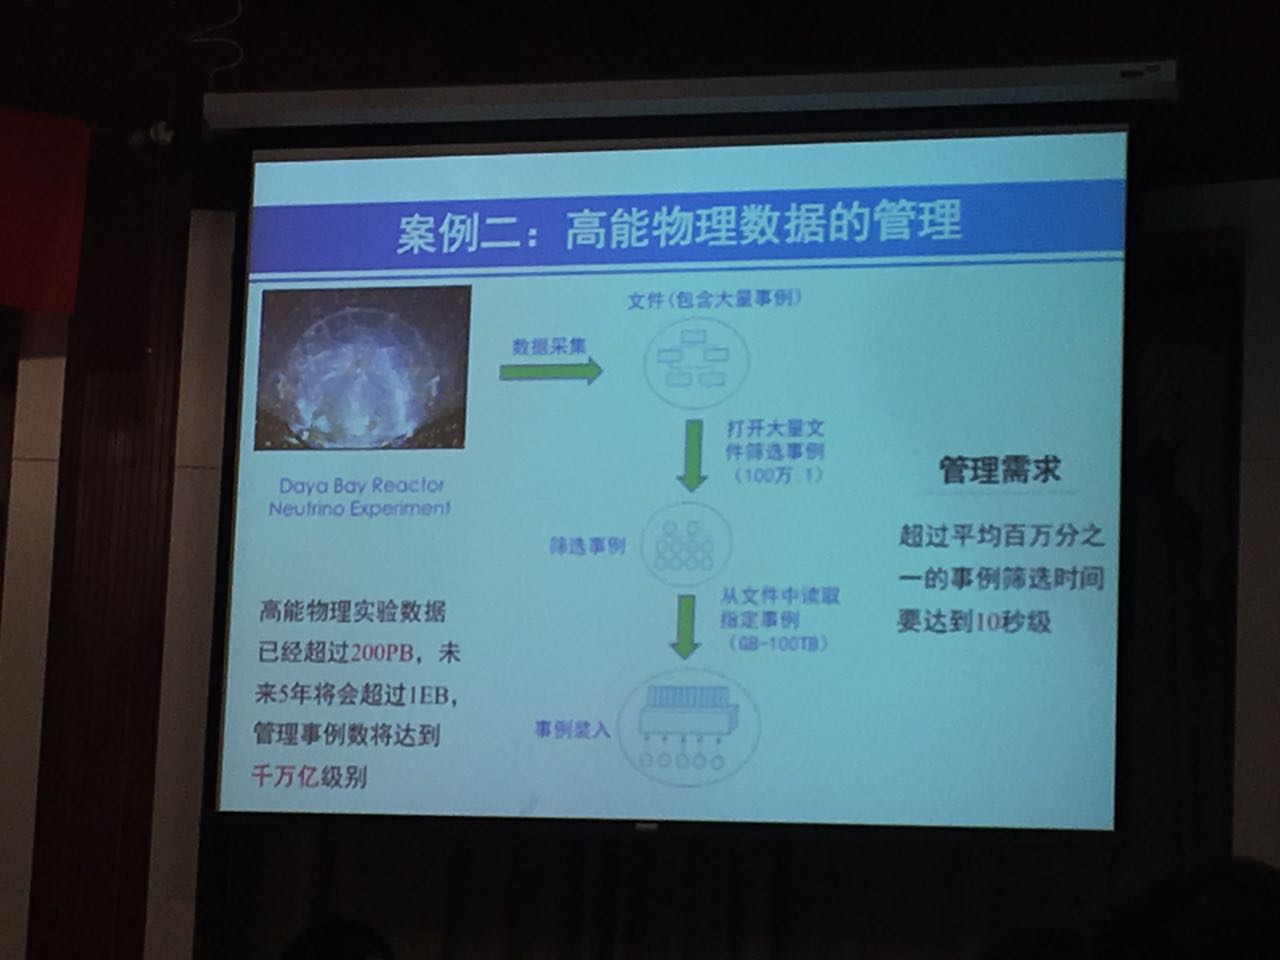 案例二：高能物理数据的管理
文件(包含大量事例)
数据采集
打开大量文
件筛选事例
（100万：1）
Daya Bay Reactor
Neutrino Experiment
筛选事例
从文件中读取
指定事例
（GB-100TB）
事例装入
高能物理实验数据
已经超过200PB，未
来5年将会超过1EB，
管理事例数将达到
千万亿级别
管理需求
超过平均百万分之
一的事例筛选时间
要达到10秒级